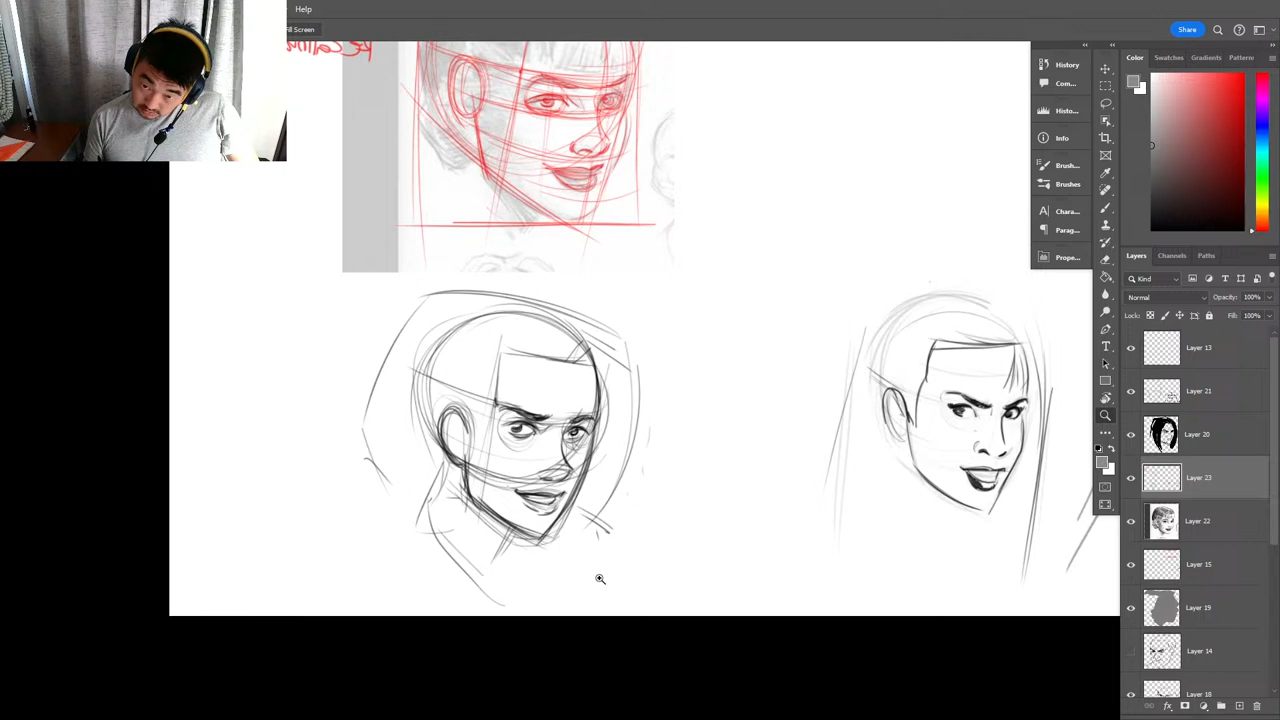 Help
ill Screen
Share
History
Com...
Histo...
Info
Brush...
Brushes
Chara...
Parag...
Prope...
Color
Swatches
Gradients
Pattern
Layers
Channels
Paths
Kind
Normal
Opacity: 100%
Lock:
Fill: 100%
Layer 13
Layer 21
Layer 20
Layer 23
Layer 22
Layer 15
Layer 19
Layer 14
Layer 18